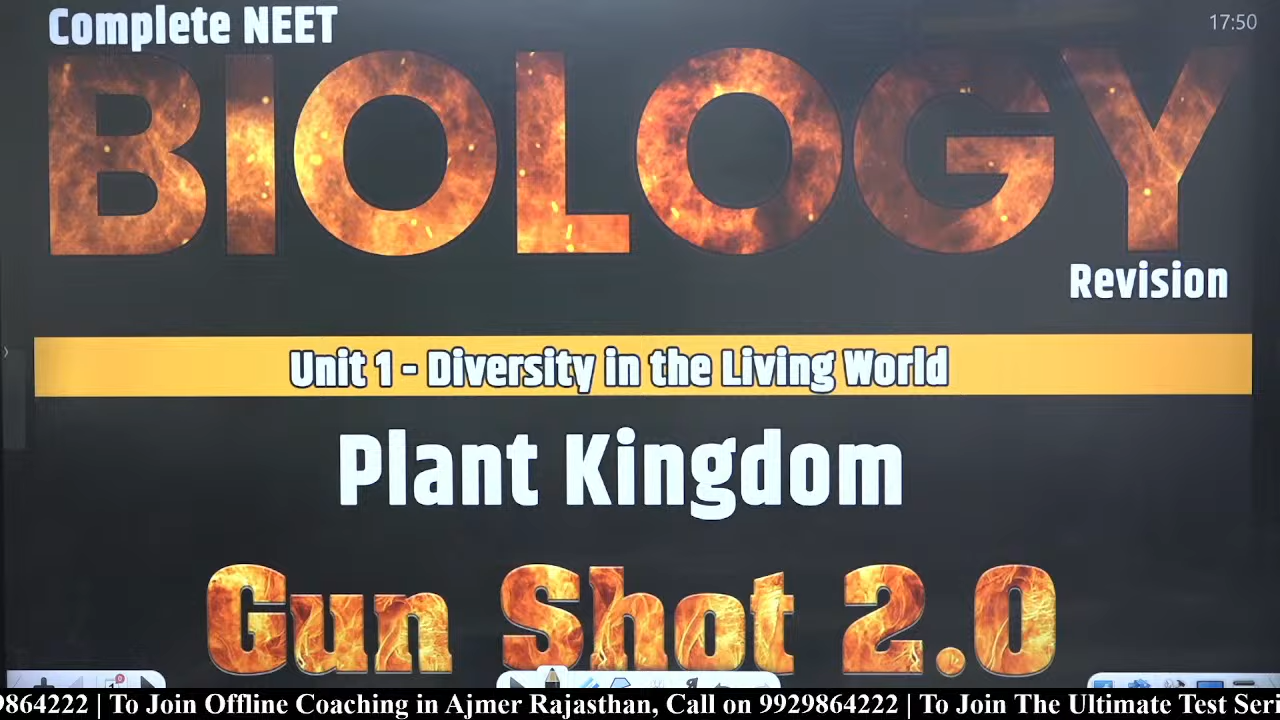 Complete NEET
17:50
BIOLOGY
Revision
Unit 1 - Diversity in the Living World
Plant Kingdom
Gun Shot 2.0
9864222 | To Join Offline Coaching in Ajmer Rajasthan, Call on 9929864222 | To Join The Ultimate Test Seri